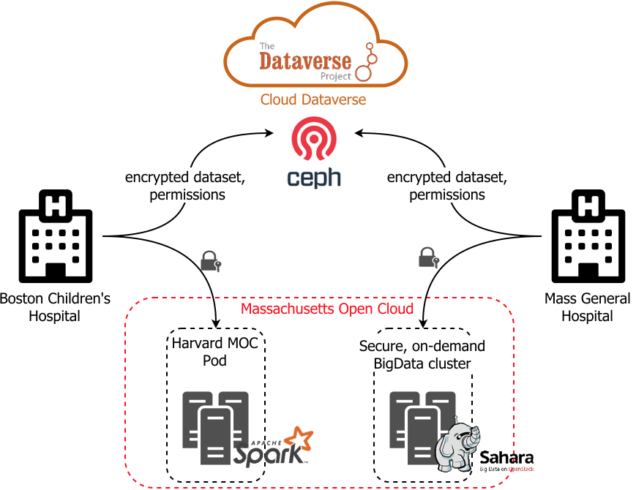 The
Dataverse
Project
Cloud Dataverse
ceph
encrypted dataset,
permissions
encrypted dataset,
permissions
H
H
Boston Children's
Hospital
Mass General
Hospital
Massachusetts Open Cloud
Harvard MOC
Pod
Secure, on-demand
BigData cluster
APACHE
Spark
Sahara
Big Data on OpenStack